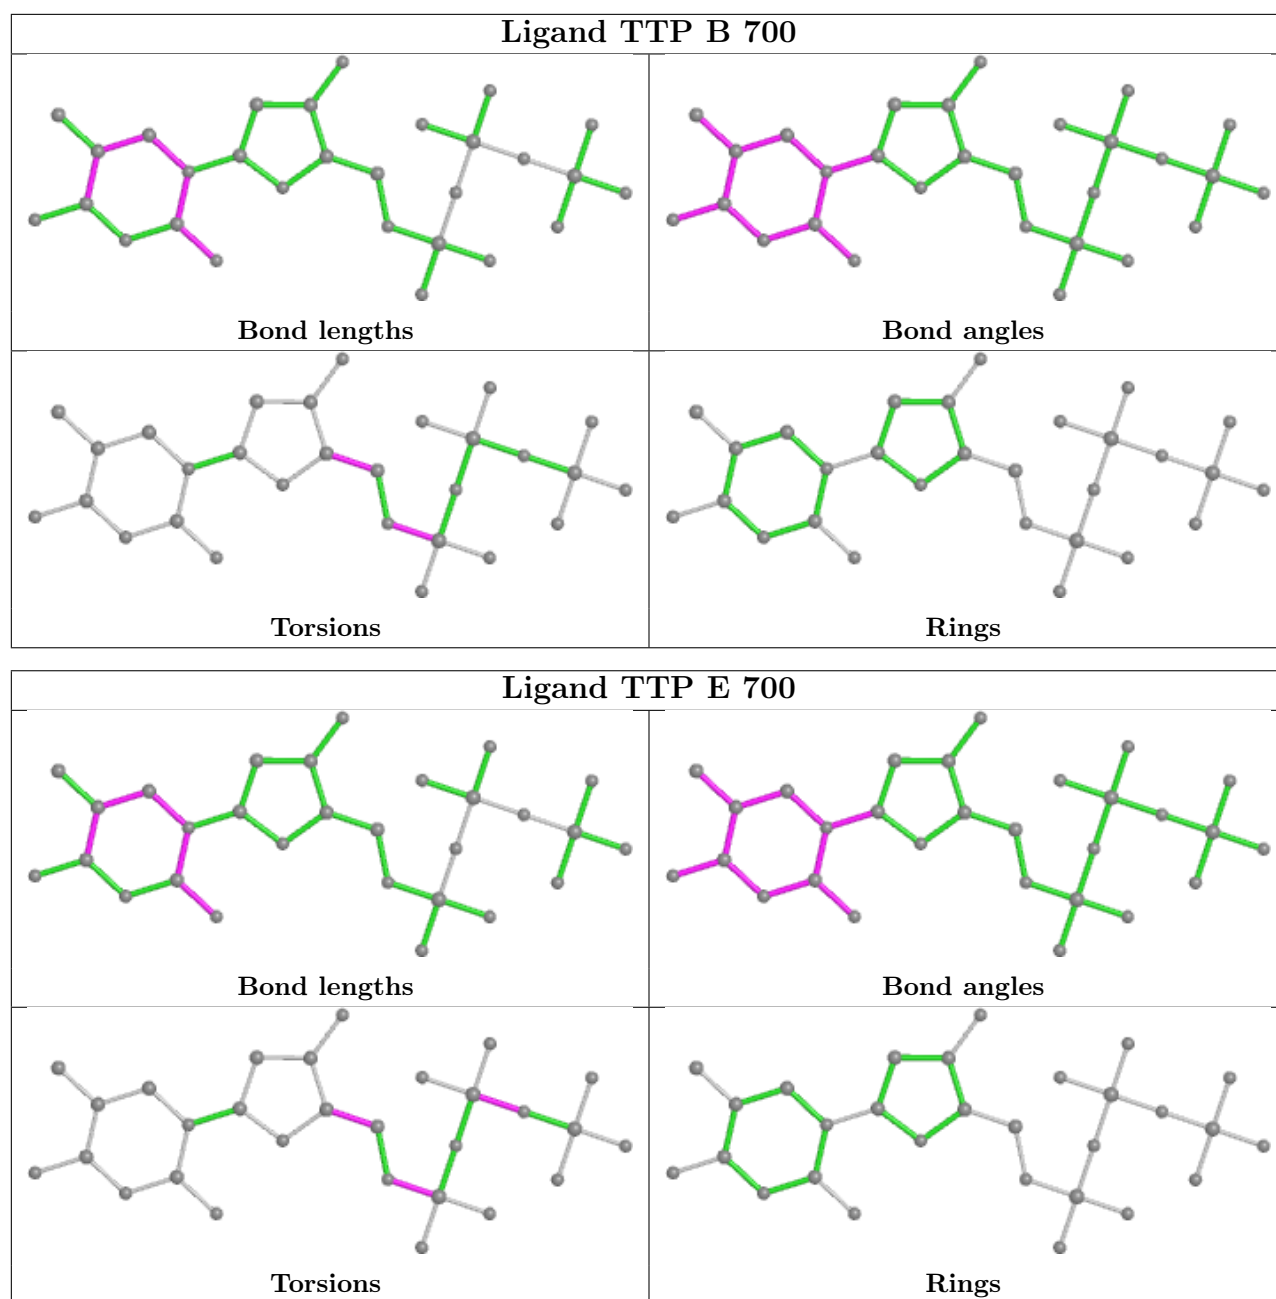 Ligand TTP B 700
Bond lengths
Bond angles
Torsions
Rings
Ligand TTP E 700
Bond lengths
Bond angles
Torsions
Rings